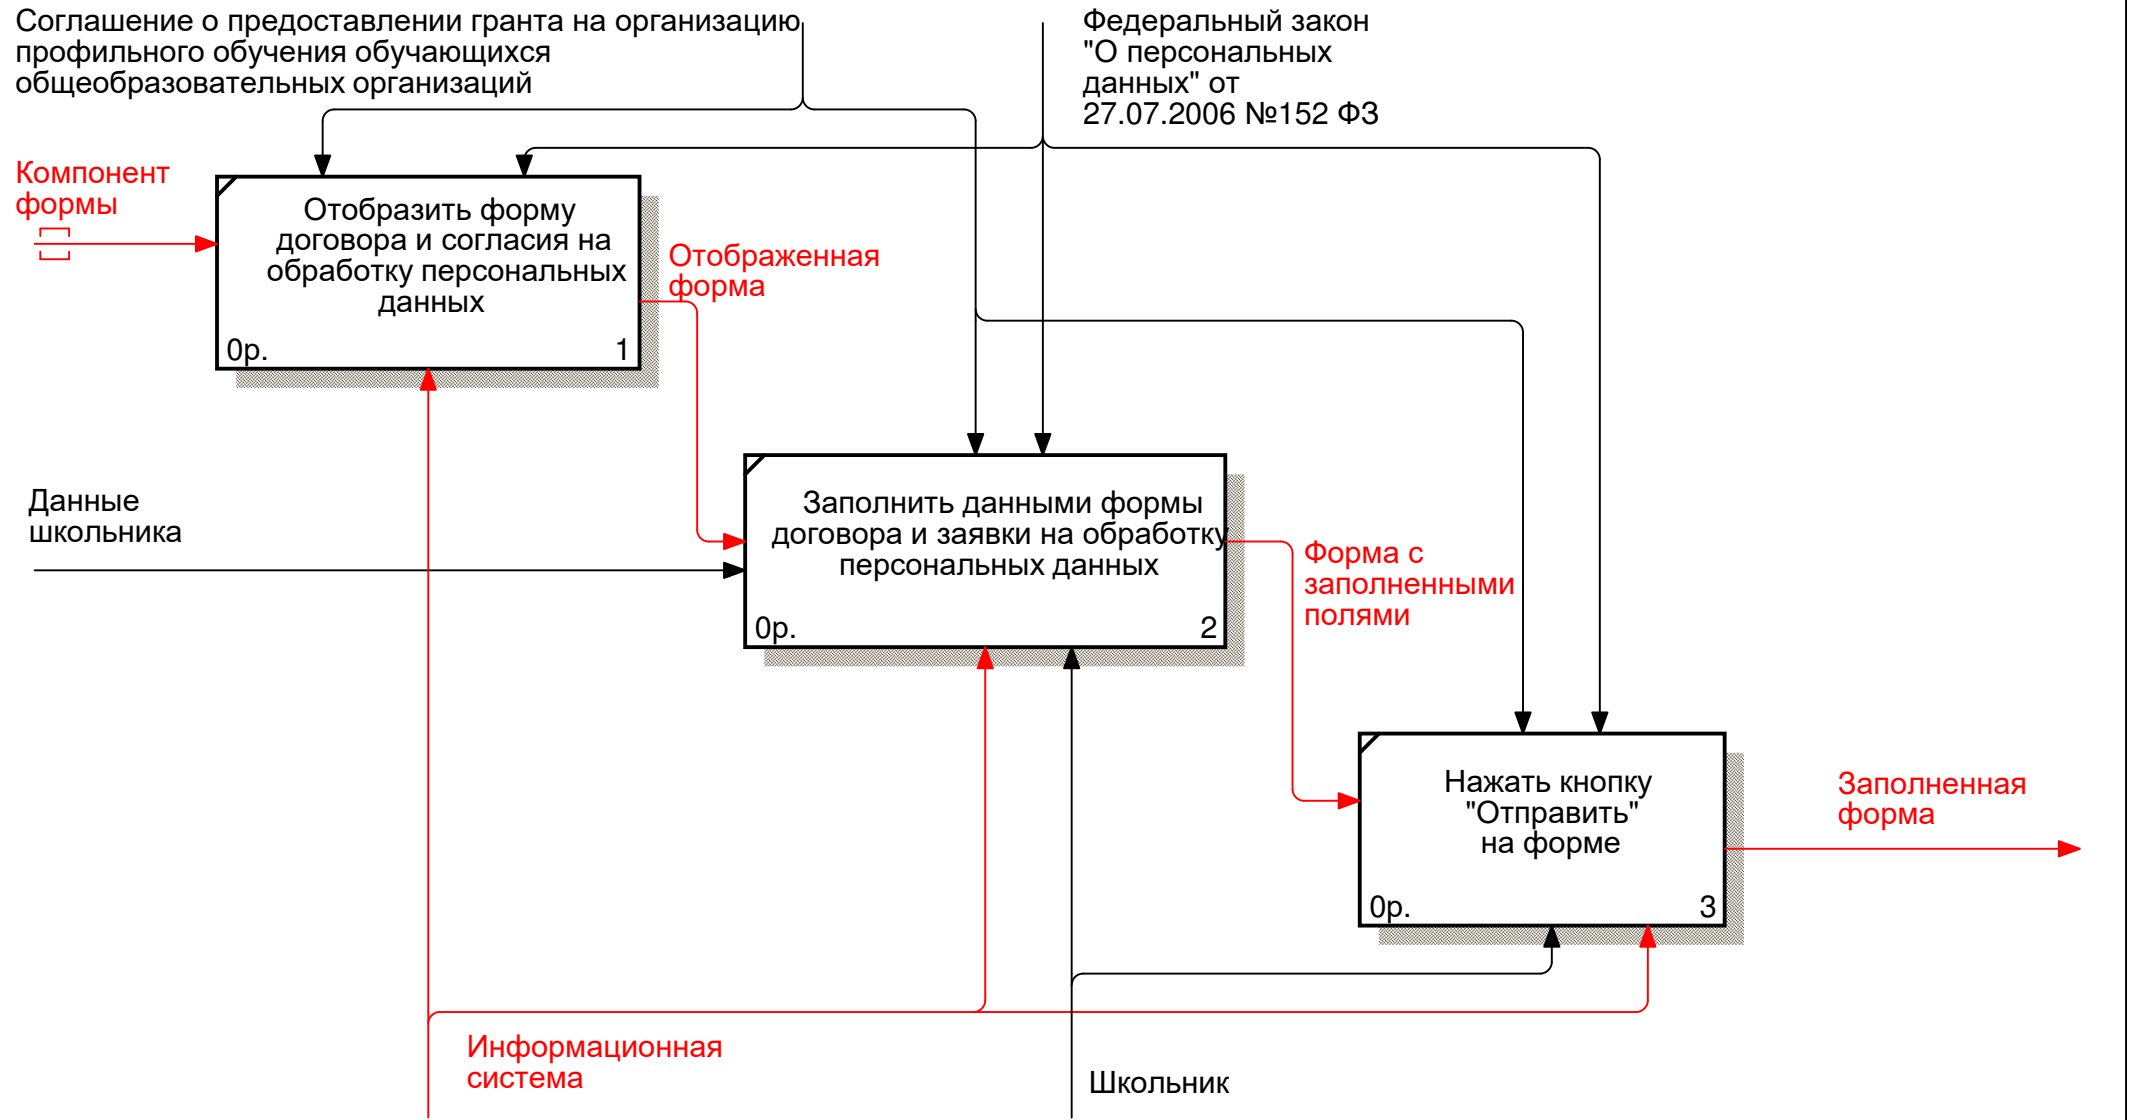 Соглашение о предоставлении гранта на организацию
профильного обучения обучающихся
общеобразовательных организаций
Федеральный закон
"О персональных
данных" от
27.07.2006 №152 ФЗ
Компонент
формы
Отобразить форму
договора и согласия на
обработку персональных
данных
0р.
1
Отображенная
форма
Данные
школьника
Заполнить данными формы
договора и заявки на обработку
персональных данных
0р.
2
Форма с
заполненными
полями
Нажать кнопку
"Отправить"
на форме
0р.
3
Заполненная
форма
Информационная
система
Школьник